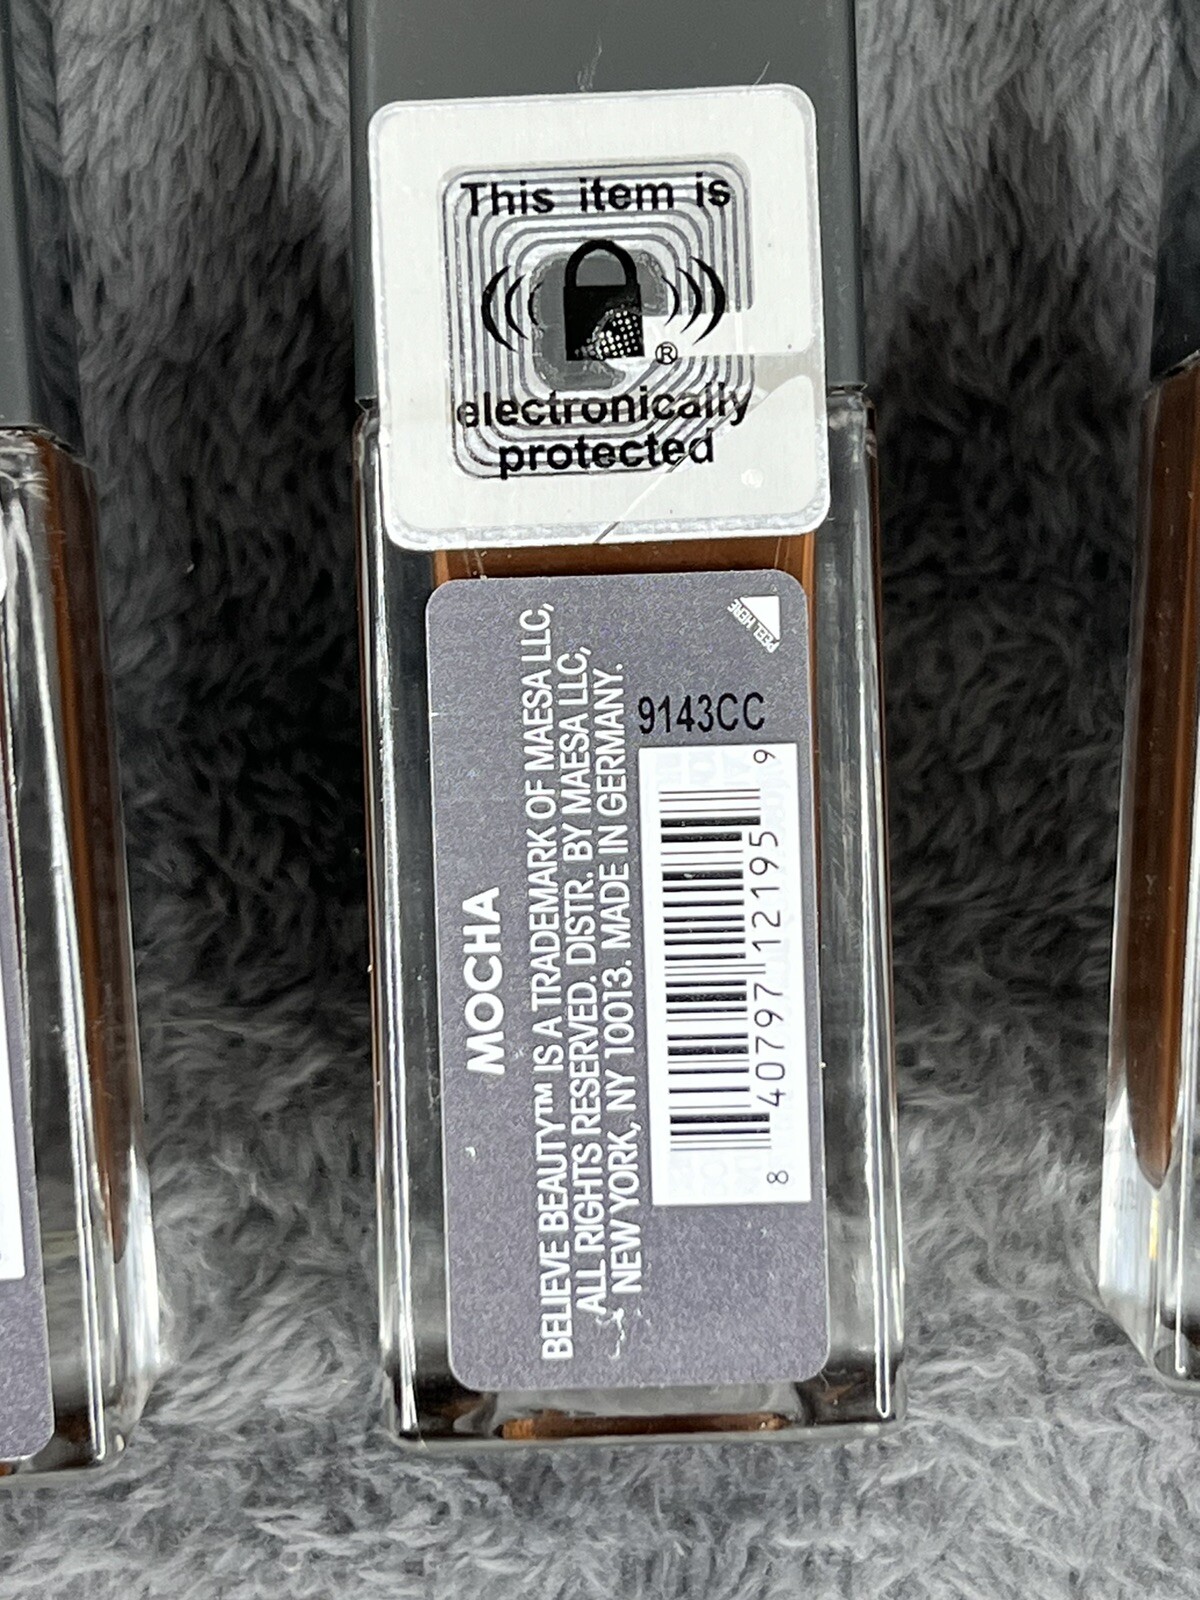 This item is
®
electronically
protected
PEEL HERE
MOCHA
BELIEVE BEAUTY™ IS A TRADEMARK OF MAESA LLC,
ALL RIGHTS RESERVED. DISTR. BY MAESA LLC,
NEW YORK, NY 10013. MADE IN GERMANY.
9143CC
8 40797 12195 9